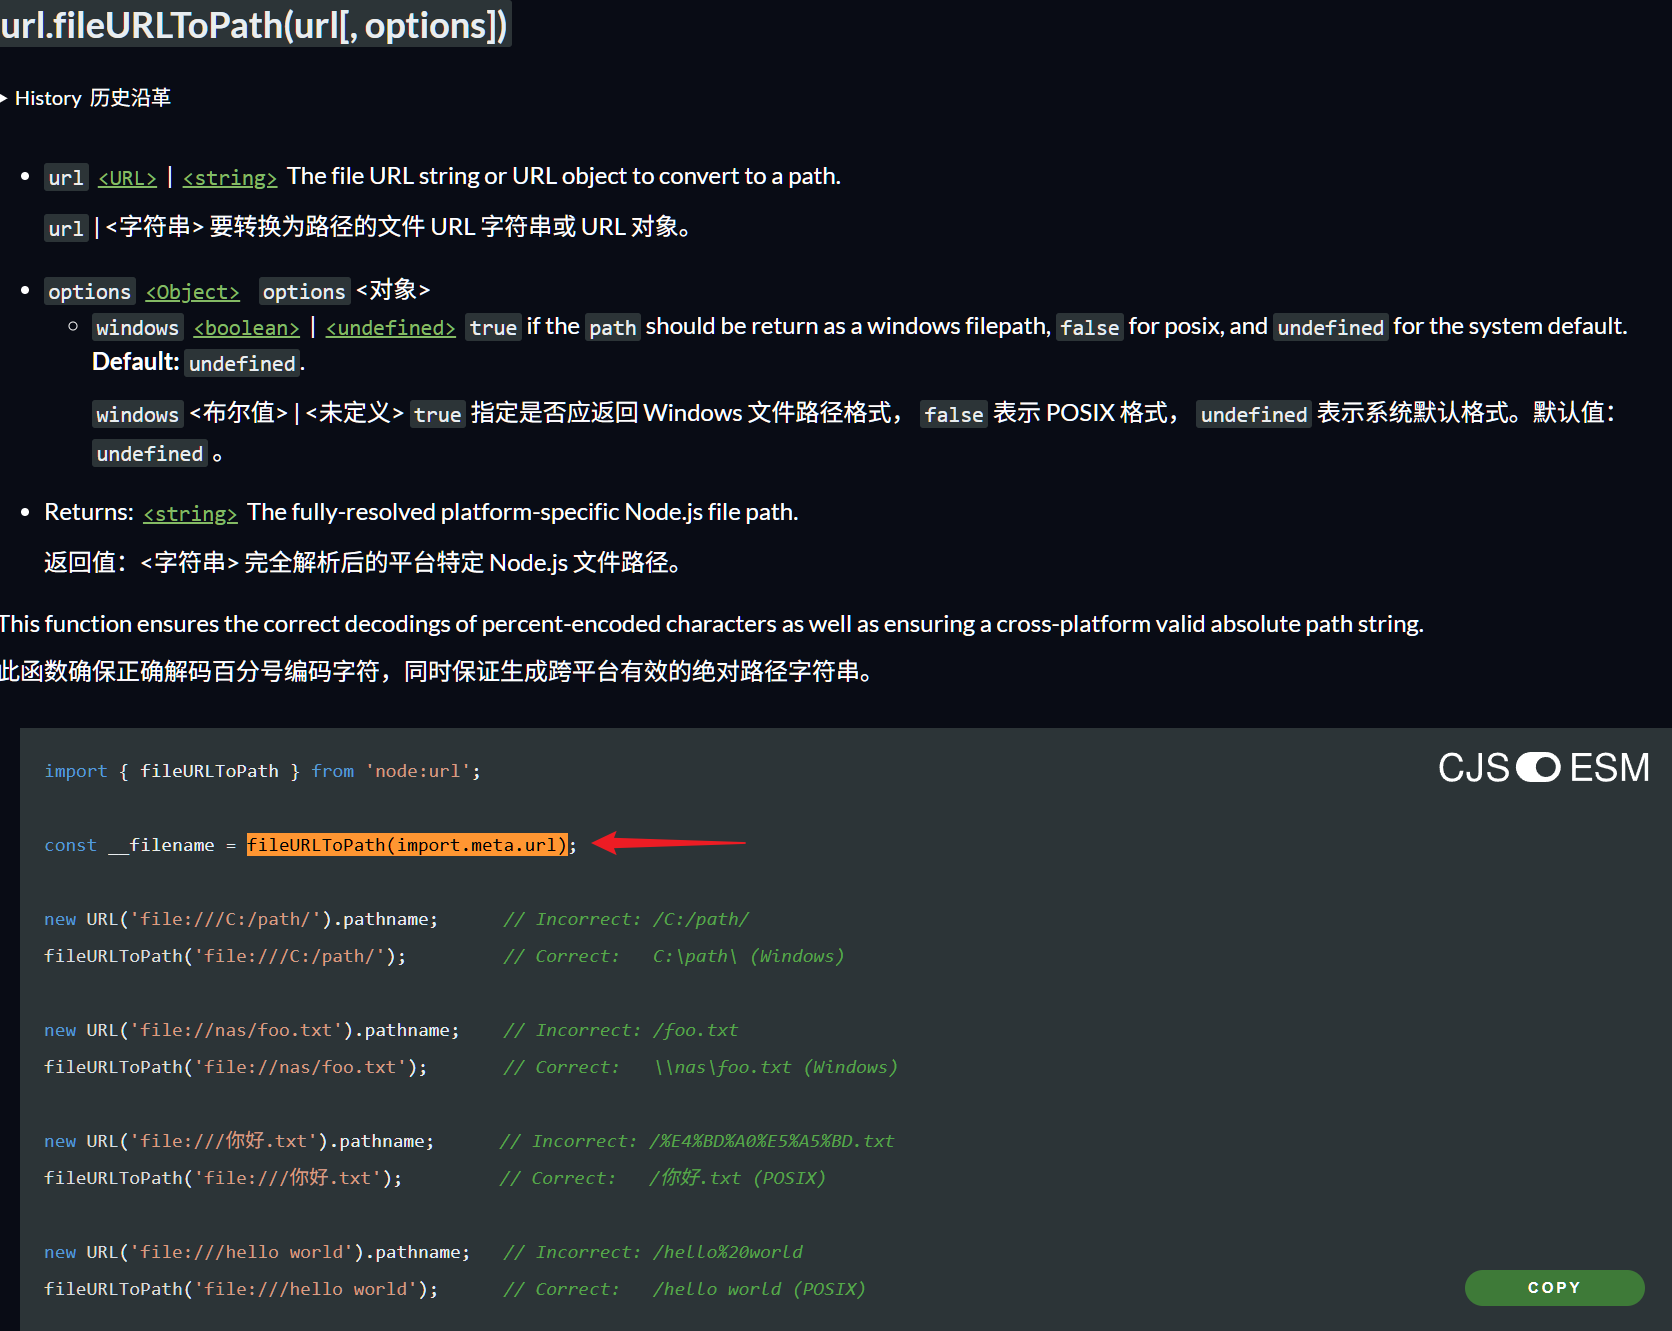 url.fileURLToPath(url[, options])
History 历史沿革
url <URL> | <string> The file URL string or URL object to convert to a path.
url | <字符串> 要转换为路径的文件 URL 字符串或 URL 对象。
options <Object> options <对象>
windows <boolean> | <undefined> true if the path should be return as a windows filepath, false for posix, and undefined for the system default.
Default: undefined.
windows <布尔值> | <未定义> true 指定是否应返回 Windows 文件路径格式， false 表示 POSIX 格式， undefined 表示系统默认格式。默认值：
undefined 。
Returns: <string> The fully-resolved platform-specific Node.js file path.
返回值：<字符串> 完全解析后的平台特定 Node.js 文件路径。
This function ensures the correct decodings of percent-encoded characters as well as ensuring a cross-platform valid absolute path string.
此函数确保正确解码百分号编码字符，同时保证生成跨平台有效的绝对路径字符串。
CJS ESM
import { fileURLToPath } from 'node:url';
const __filename = fileURLToPath(import.meta.url);
new URL('file:///C:/path/').pathname; // Incorrect: /C:/path/
fileURLToPath('file:///C:/path/'); // Correct: C:\path\ (Windows)
new URL('file://nas/foo.txt').pathname; // Incorrect: /foo.txt
fileURLToPath('file://nas/foo.txt'); // Correct: \\nas\foo.txt (Windows)
new URL('file:///你好.txt').pathname; // Incorrect: /%E4%BD%A0%E5%A5%BD.txt
fileURLToPath('file:///你好.txt'); // Correct: /你好.txt (POSIX)
new URL('file:///hello world').pathname; // Incorrect: /hello%20world
fileURLToPath('file:///hello world'); // Correct: /hello world (POSIX)
COPY